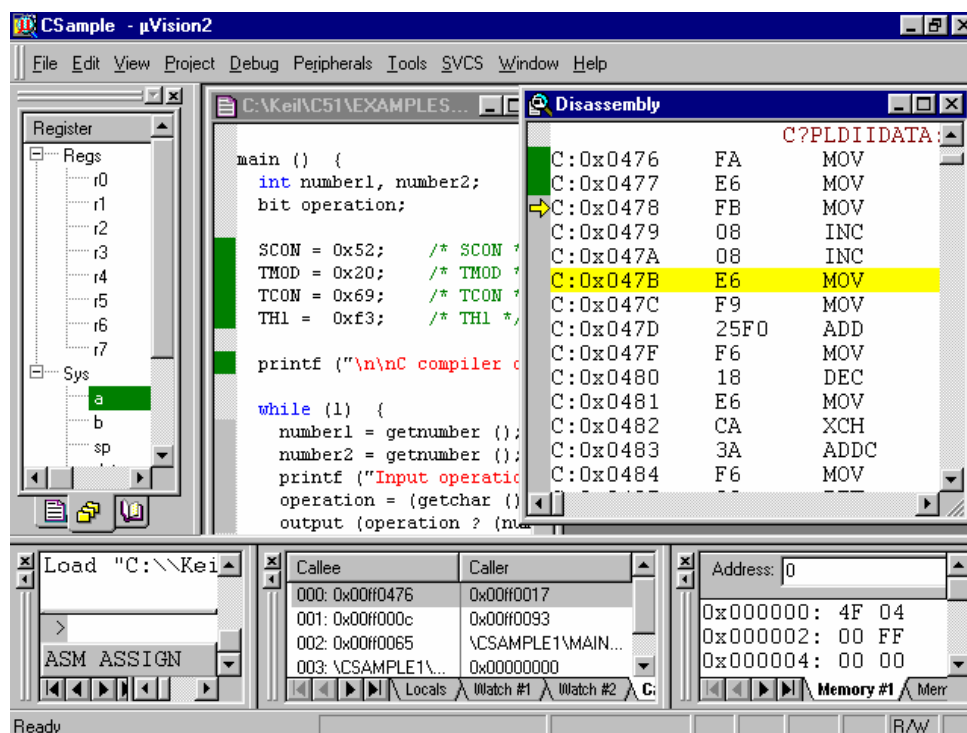 CSample - µVision2
File Edit View Project Debug Peripherals Tools SVCS Window Help
Register
Regs
r0
r1
r2
r3
r4
r5
r6
r7
Sys
a
b
sp
C:\Keil\C51\EXAMPLES...
main () {
int number1, number2;
bit operation;
SCON = 0x52; /* SCON *
TMOD = 0x20; /* TMOD *
TCON = 0x69; /* TCON *
TH1 = 0xf3; /* TH1 */
printf ("\n\nC compiler
while (1) {
number1 = getnumber ();
number2 = getnumber ();
printf ("Input operatio
operation = (getchar ()
output (operation ? (num
Disassembly
C?PLDIIDATA:
C:0x0476 FA MOV
C:0x0477 E6 MOV
C:0x0478 FB MOV
C:0x0479 08 INC
C:0x047A 08 INC
C:0x047B E6 MOV
C:0x047C F9 MOV
C:0x047D 25F0 ADD
C:0x047F F6 MOV
C:0x0480 18 DEC
C:0x0481 E6 MOV
C:0x0482 CA XCH
C:0x0483 3A ADDC
C:0x0484 F6 MOV
Load "C:\\Kei
>
ASM ASSIGN
Callee Caller
000: 0x00ff0476 0x00ff0017
001: 0x00ff000c 0x00ff0093
002: 0x00ff0065 \CSAMPLE1\MAIN...
003: \CSAMPLE1\... 0x00000000
Locals Watch #1 Watch #2 Ca
Address: 0
0x000000: 4F 04
0x000002: 00 FF
0x000004: 00 00
Memory #1 Mem
Ready R/W